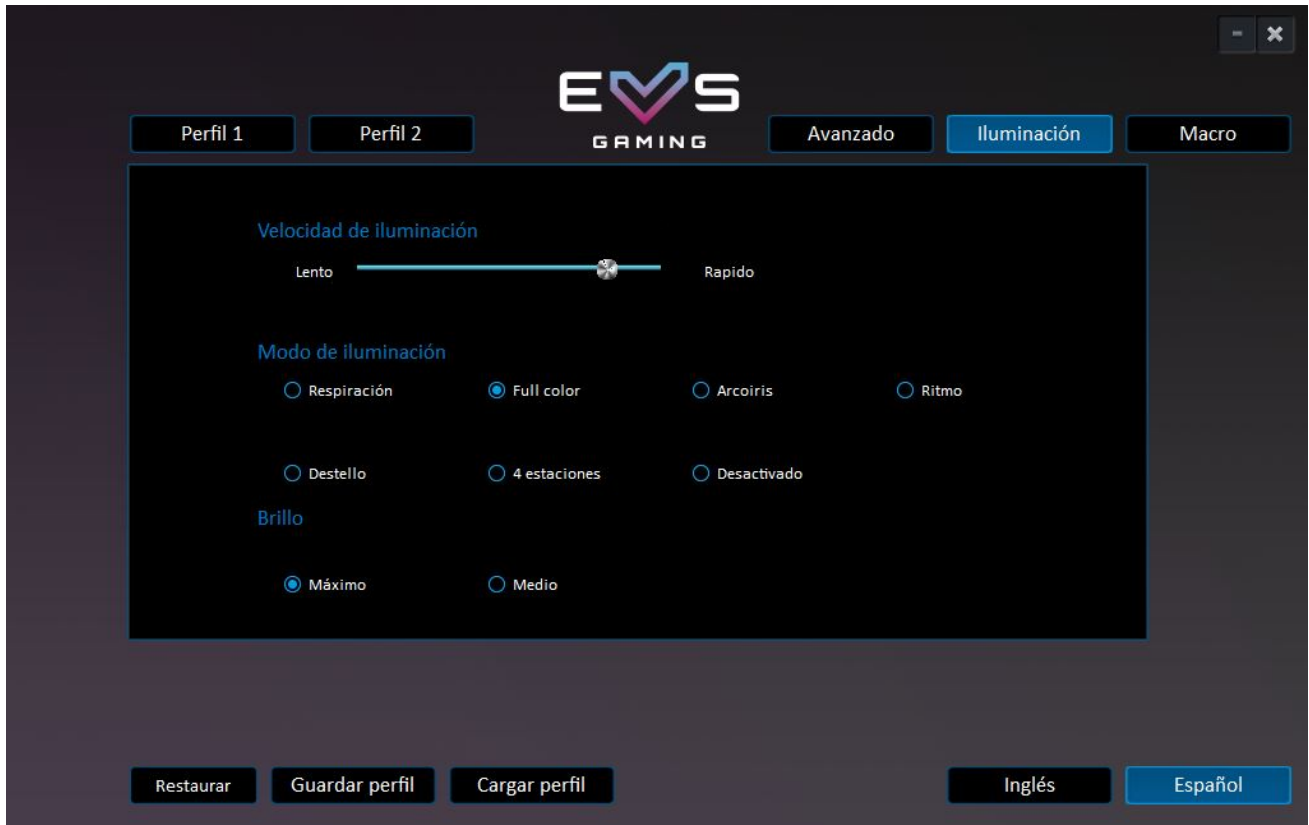 EVS
GAMING
Perfil 1 Perfil 2 Avanzado Iluminación Macro
Velocidad de iluminación
Lento Rapido
Modo de iluminación
Respiración Full color Arcoiris Ritmo
Destello 4 estaciones Desactivado
Brillo
Máximo Medio
Restaurar Guardar perfil Cargar perfil Inglés Español